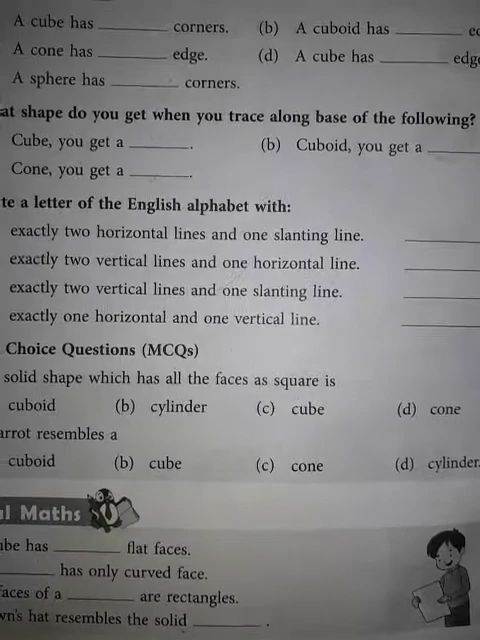 A cube has ________ corners. (b) A cuboid has ________
A cone has ________ edge. (d) A cube has ________ edge
A sphere has ________ corners.
at shape do you get when you trace along base of the following?
Cube, you get a ________. (b) Cuboid, you get a ________
Cone, you get a ________.
te a letter of the English alphabet with:
exactly two horizontal lines and one slanting line. ________
exactly two vertical lines and one horizontal line. ________
exactly two vertical lines and one slanting line. ________
exactly one horizontal and one vertical line. ________
Choice Questions (MCQs)
solid shape which has all the faces as square is
cuboid (b) cylinder (c) cube (d) cone
arrot resembles a
cuboid (b) cube (c) cone (d) cylinder.
l Maths
ube has ________ flat faces.
________ has only curved face.
faces of a ________ are rectangles.
wn's hat resembles the solid ________ .